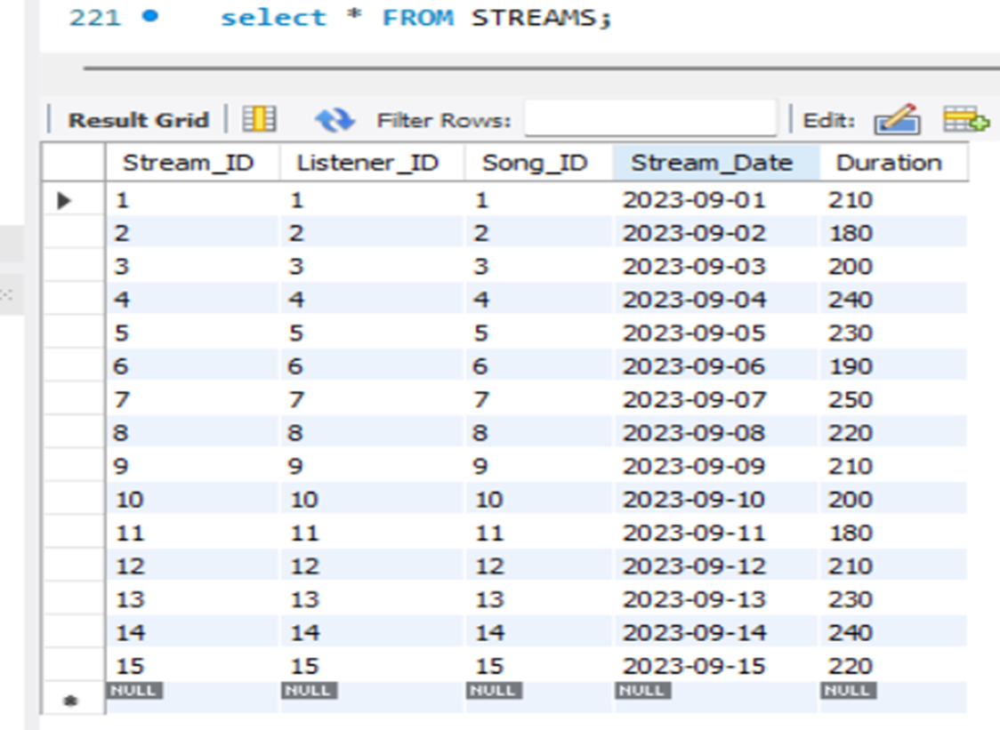 221 select * FROM STREAMS;
Result Grid Filter Rows: Edit:
Stream_ID Listener_ID Song_ID Stream_Date Duration
1 1 1 2023-09-01 210
2 2 2 2023-09-02 180
3 3 3 2023-09-03 200
4 4 4 2023-09-04 240
5 5 5 2023-09-05 230
6 6 6 2023-09-06 190
7 7 7 2023-09-07 250
8 8 8 2023-09-08 220
9 9 9 2023-09-09 210
10 10 10 2023-09-10 200
11 11 11 2023-09-11 180
12 12 12 2023-09-12 210
13 13 13 2023-09-13 230
14 14 14 2023-09-14 240
15 15 15 2023-09-15 220
NULL NULL NULL NULL NULL